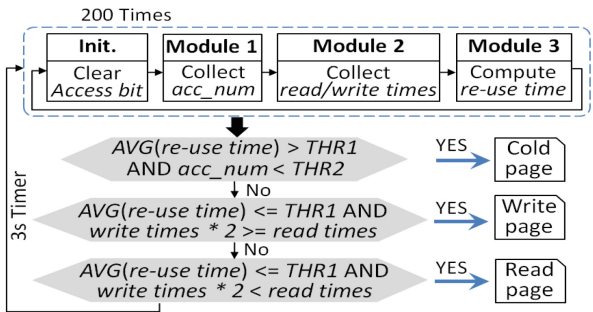 200 Times
Init.
Clear
Access bit
Module 1
Collect
acc_num
Module 2
Collect
read/write times
Module 3
Compute
re-use time
AVG(re-use time) > THR1
AND acc_num < THR2
YES
Cold
page
No
AVG(re-use time) <= THR1 AND
write times * 2 >= read times
YES
Write
page
No
AVG(re-use time) <= THR1 AND
write times * 2 < read times
YES
Read
page
3s Timer